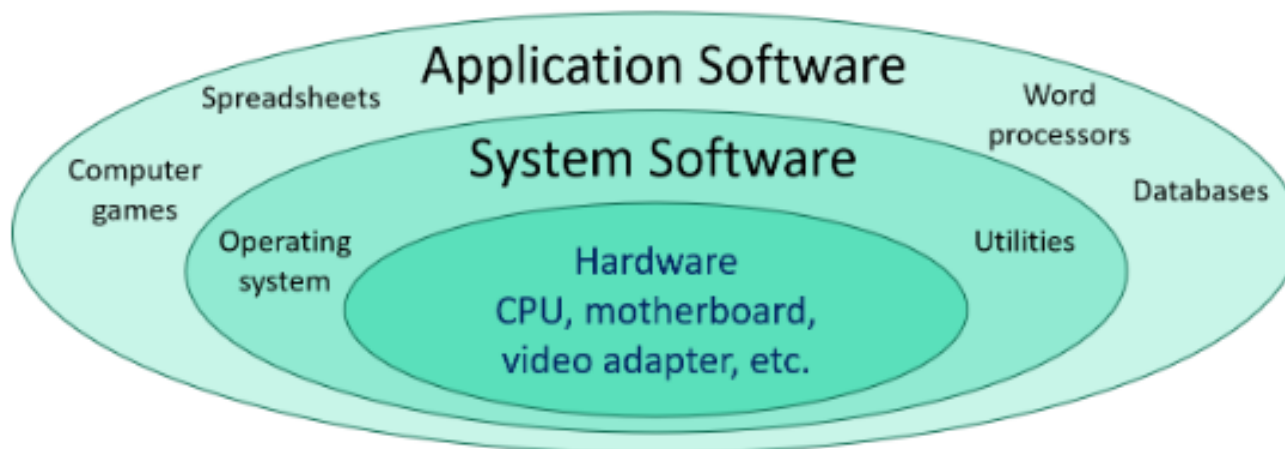 Application Software
Spreadsheets
Word
processors
Computer
games
Databases
System Software
Operating
system
Utilities
Hardware
CPU, motherboard,
video adapter, etc.